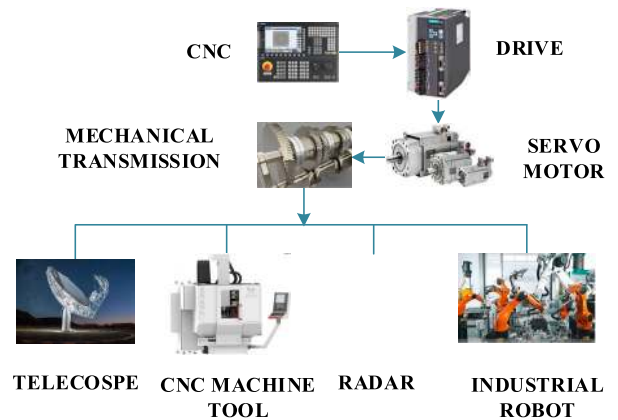 CNC
DRIVE
MECHANICAL
TRANSMISSION
SERVO
MOTOR
TELECOSPE
CNC MACHINE
TOOL
RADAR
INDUSTRIAL
ROBOT